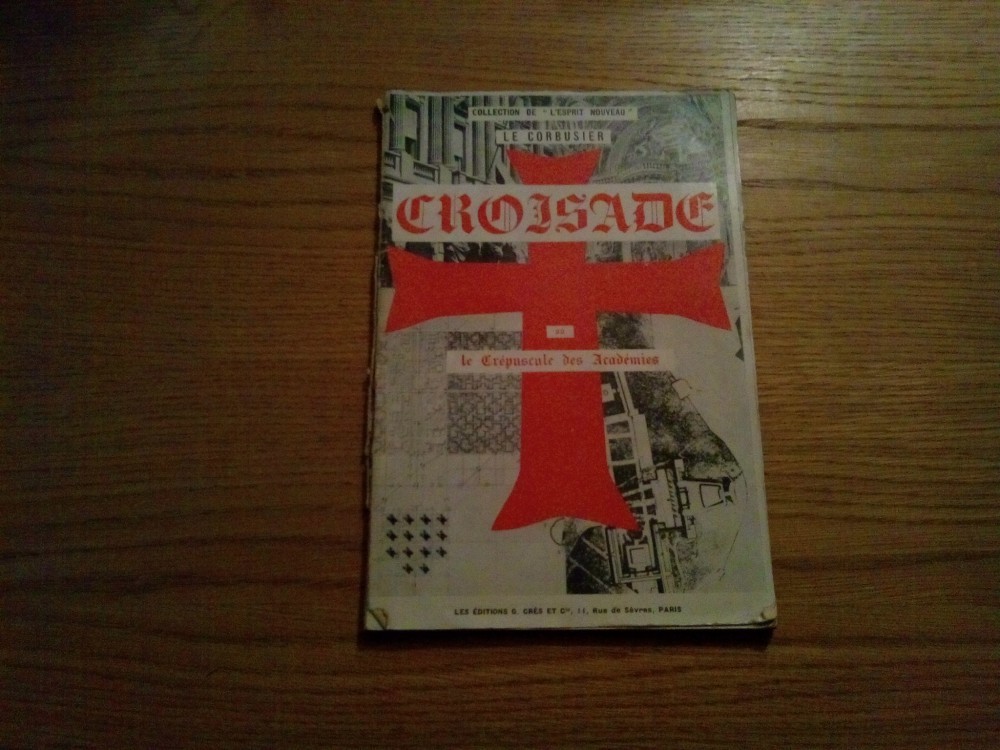 COLLECTION DE "L'ESPRIT NOUVEAU"
LE CORBUSIER
CROISADE
ou
le Crépuscule des Académies
LES ÉDITIONS G. CRÈS ET Cie, 11, Rue de Sèvres, PARIS